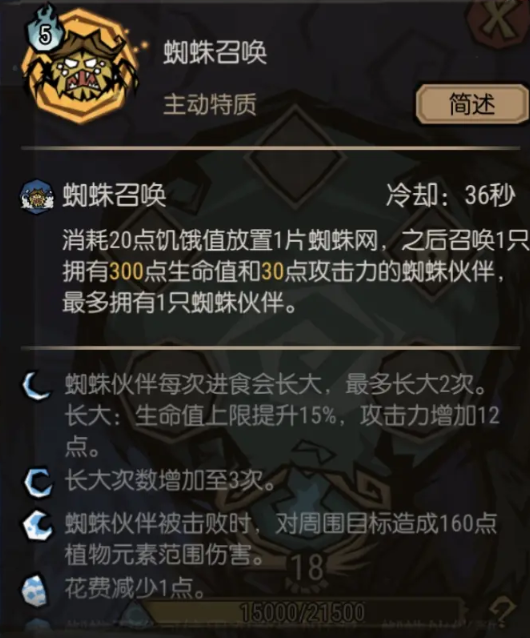 5
蜘蛛召唤
主动特质
简述
蜘蛛召唤
冷却：36秒
消耗20点饥饿值放置1片蜘蛛网，之后召唤1只
拥有300点生命值和30点攻击力的蜘蛛伙伴，
最多拥有1只蜘蛛伙伴。
蜘蛛伙伴每次进食会长大，最多长大2次。
长大：生命值上限提升15%，攻击力增加12
点。
长大次数增加至3次。
蜘蛛伙伴被击败时，对周围目标造成160点
植物元素范围伤害。
18
花费减少1点。
15000/21500
?